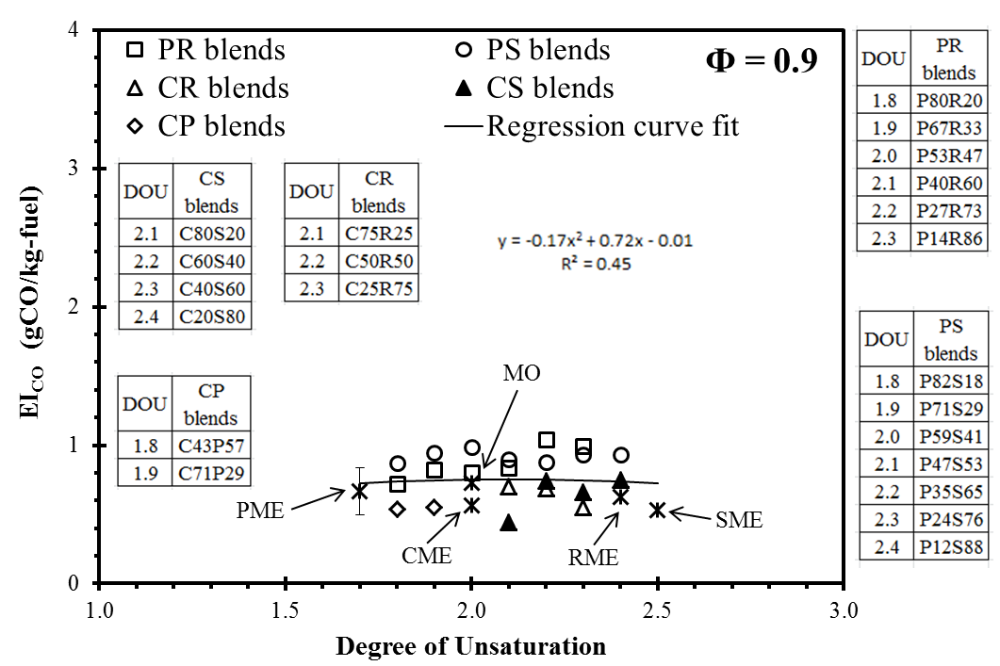 4
3
2
1
0
EI_CO (gCO/kg-fuel)
PR blends
PS blends
Φ = 0.9
CR blends
CS blends
CP blends
Regression curve fit
DOU CS blends
2.1 C80S20
2.2 C60S40
2.3 C40S60
2.4 C20S80
DOU CR blends
2.1 C75R25
2.2 C50R50
2.3 C25R75
y = -0.17x² + 0.72x - 0.01
R² = 0.45
DOU CP blends
1.8 C43P57
1.9 C71P29
MO
PME
CME
RME
SME
1.0 1.5 2.0 2.5 3.0
Degree of Unsaturation
DOU PR blends
1.8 P80R20
1.9 P67R33
2.0 P53R47
2.1 P40R60
2.2 P27R73
2.3 P14R86
DOU PS blends
1.8 P82S18
1.9 P71S29
2.0 P59S41
2.1 P47S53
2.2 P35S65
2.3 P24S76
2.4 P12S88